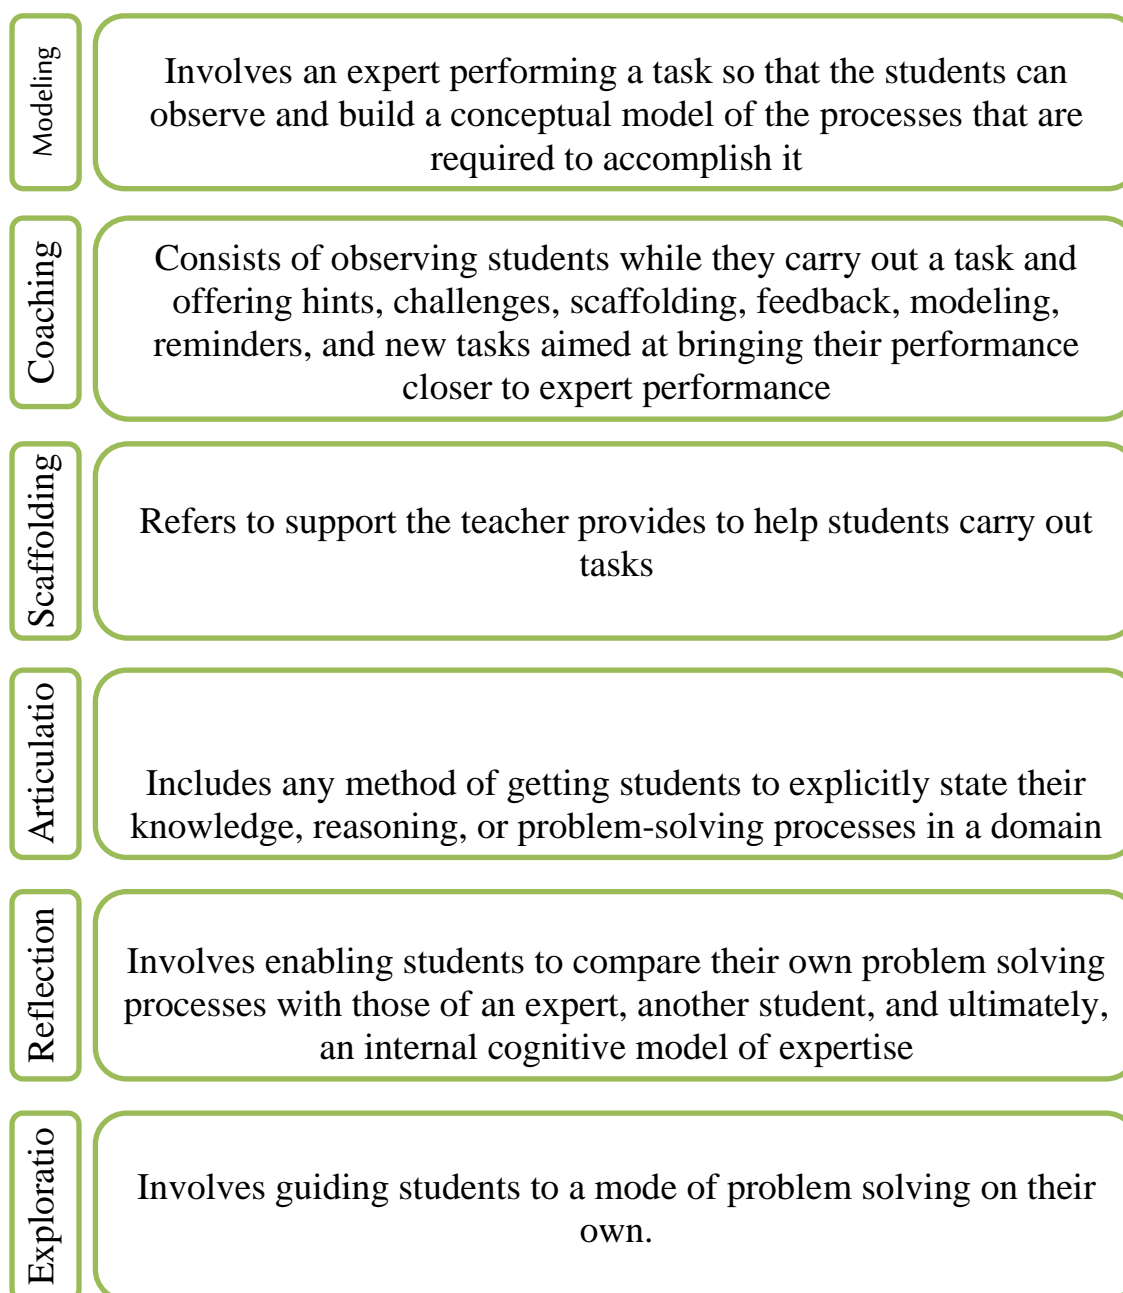 Modeling
Involves an expert performing a task so that the students can
observe and build a conceptual model of the processes that are
required to accomplish it
Coaching
Consists of observing students while they carry out a task and
offering hints, challenges, scaffolding, feedback, modeling,
reminders, and new tasks aimed at bringing their performance
closer to expert performance
Scaffolding
Refers to support the teacher provides to help students carry out
tasks
Articulatio
Includes any method of getting students to explicitly state their
knowledge, reasoning, or problem-solving processes in a domain
Reflection
Involves enabling students to compare their own problem solving
processes with those of an expert, another student, and ultimately,
an internal cognitive model of expertise
Exploratio
Involves guiding students to a mode of problem solving on their
own.